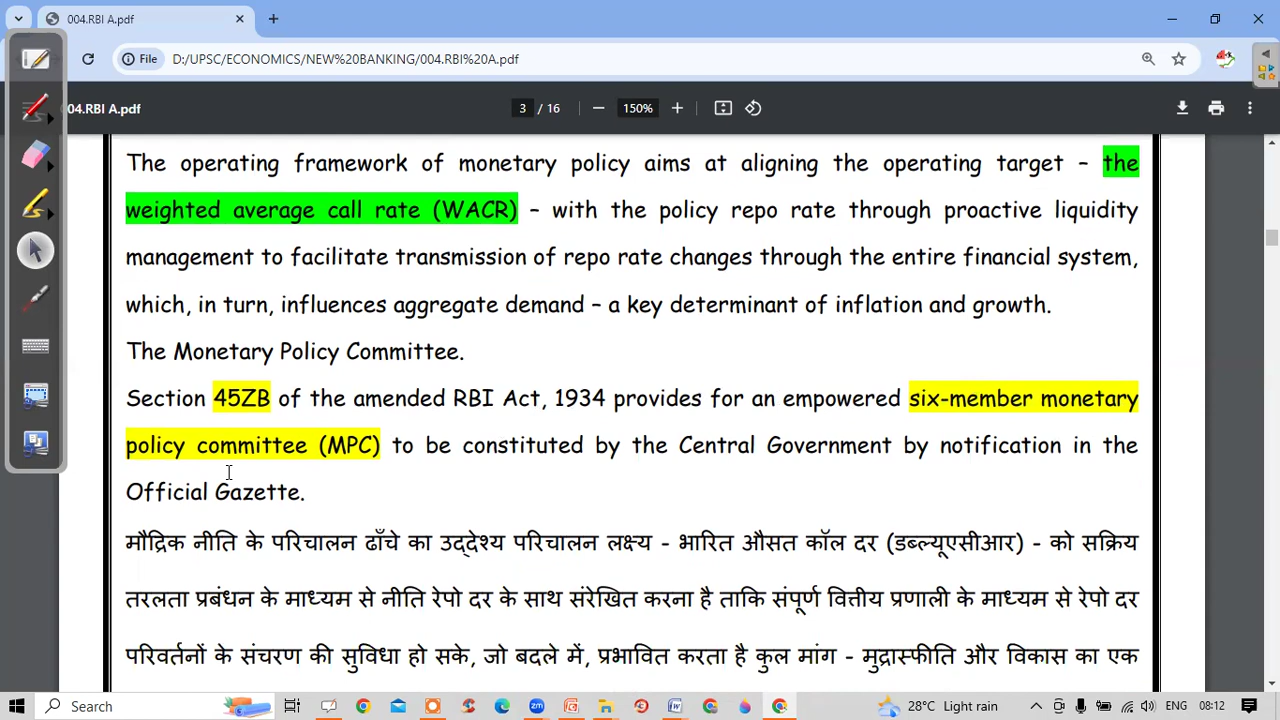 004.RBI A.pdf
File D:/UPSC/ECONOMICS/NEW%20BANKING/004.RBI%20A.pdf
004.RBI A.pdf 3 / 16 150%
The operating framework of monetary policy aims at aligning the operating target – the
weighted average call rate (WACR) – with the policy repo rate through proactive liquidity
management to facilitate transmission of repo rate changes through the entire financial system,
which, in turn, influences aggregate demand – a key determinant of inflation and growth.
The Monetary Policy Committee.
Section 45ZB of the amended RBI Act, 1934 provides for an empowered six-member monetary
policy committee (MPC) to be constituted by the Central Government by notification in the
Official Gazette.
मौद्रिक नीति के परिचालन ढाँचे का उद्देश्य परिचालन लक्ष्य - भारित औसत कॉल दर (डब्ल्यूएसीआर) - को सक्रिय
तरलता प्रबंधन के माध्यम से नीति रेपो दर के साथ संरेखित करना है ताकि संपूर्ण वित्तीय प्रणाली के माध्यम से रेपो दर
परिवर्तनों के संचरण की सुविधा हो सके, जो बदले में, प्रभावित करता है कुल मांग - मुद्रास्फीति और विकास का एक
Search 28°C Light rain ENG 08:12